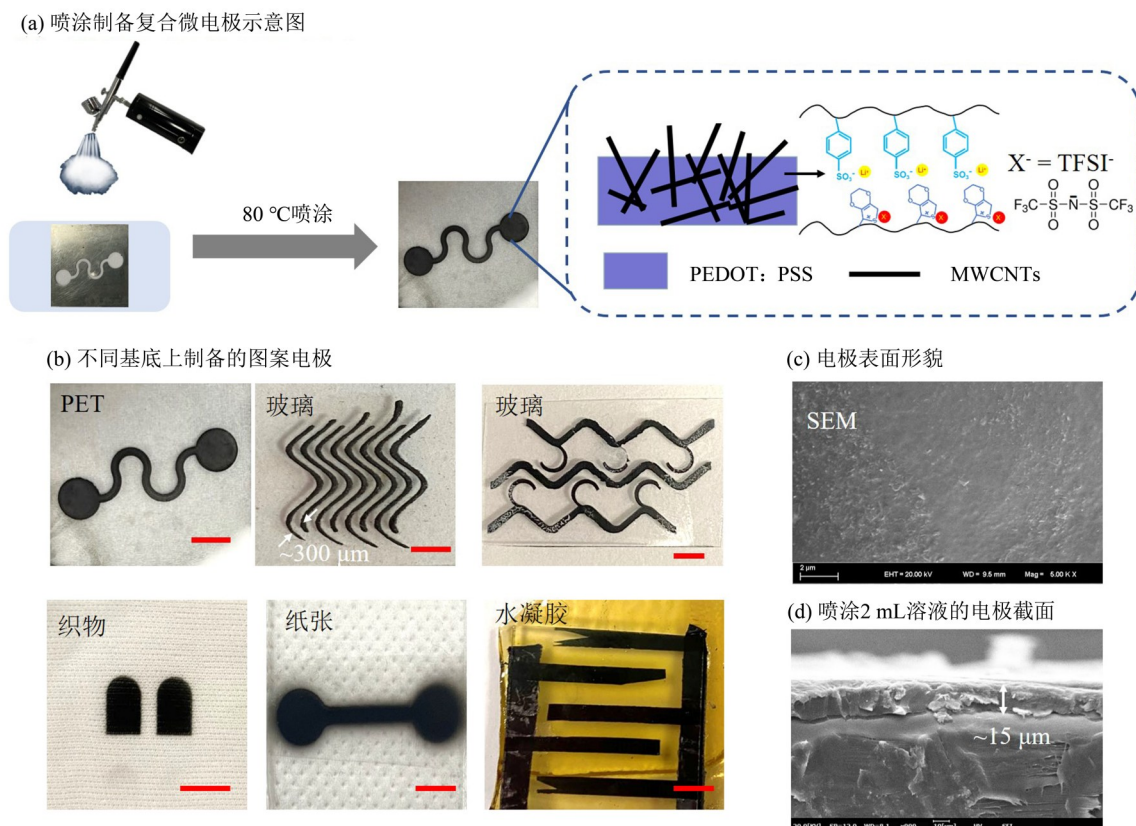 (a) 喷涂制备复合微电极示意图
80 ℃喷涂
SO₃⁻ Li⁺ SO₃⁻ Li⁺ SO₃⁻ Li⁺
X⁻ = TFSI⁻
X X X
O O
F₃C—S—N̄—S—CF₃
O O
PEDOT：PSS
MWCNTs
(b) 不同基底上制备的图案电极
PET
玻璃
~300 μm
玻璃
织物
纸张
水凝胶
(c) 电极表面形貌
SEM
2 μm
EHT = 20.00 kV
WD = 9.5 mm
Mag = 5.00 K X
(d) 喷涂2 mL溶液的电极截面
~15 μm